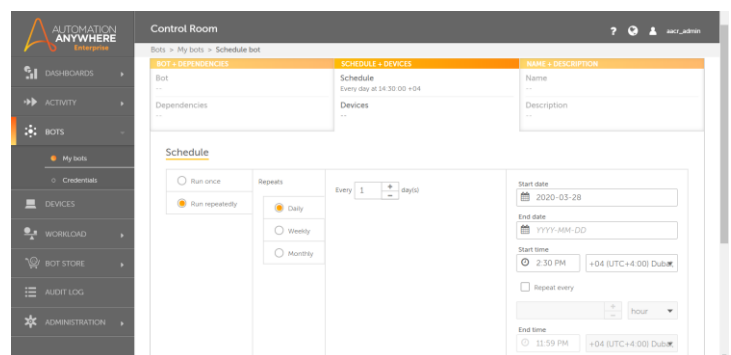 AUTOMATION
ANYWHERE
Enterprise
Control Room
aacr_admin
Bots > My bots > Schedule bot
DASHBOARDS
ACTIVITY
BOTS
My bots
Credentials
DEVICES
WORKLOAD
BOT STORE
AUDIT LOG
ADMINISTRATION
BOT + DEPENDENCIES
Bot
--
Dependencies
--
SCHEDULE + DEVICES
Schedule
Every day at 14:30:00 +04
Devices
--
NAME + DESCRIPTION
Name
--
Description
--
Schedule
Run once
Run repeatedly
Repeats
Daily
Weekly
Monthly
Every 1 day(s)
Start date
2020-03-28
End date
YYYY-MM-DD
Start time
2:30 PM +04 (UTC+4:00) Dubai
Repeat every
hour
End time
11:59 PM +04 (UTC+4:00) Dubai